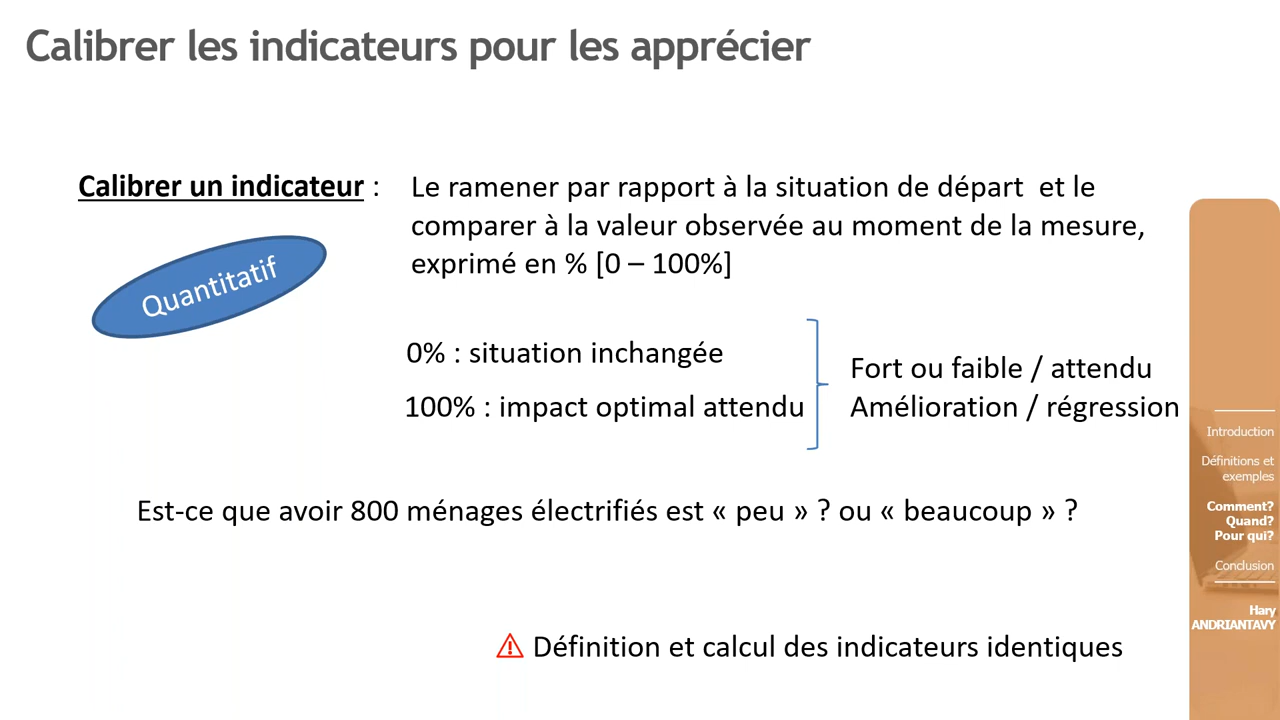 Calibrer les indicateurs pour les apprécier
Calibrer un indicateur :
Le ramener par rapport à la situation de départ et le
comparer à la valeur observée au moment de la mesure,
exprimé en % [0 – 100%]
Quantitatif
0% : situation inchangée
100% : impact optimal attendu
Fort ou faible / attendu
Amélioration / régression
Est-ce que avoir 800 ménages électrifiés est « peu » ? ou « beaucoup » ?
Définition et calcul des indicateurs identiques
Introduction
Définitions et
exemples
Comment?
Quand?
Pour qui?
Conclusion
Hary
ANDRIANTAVY